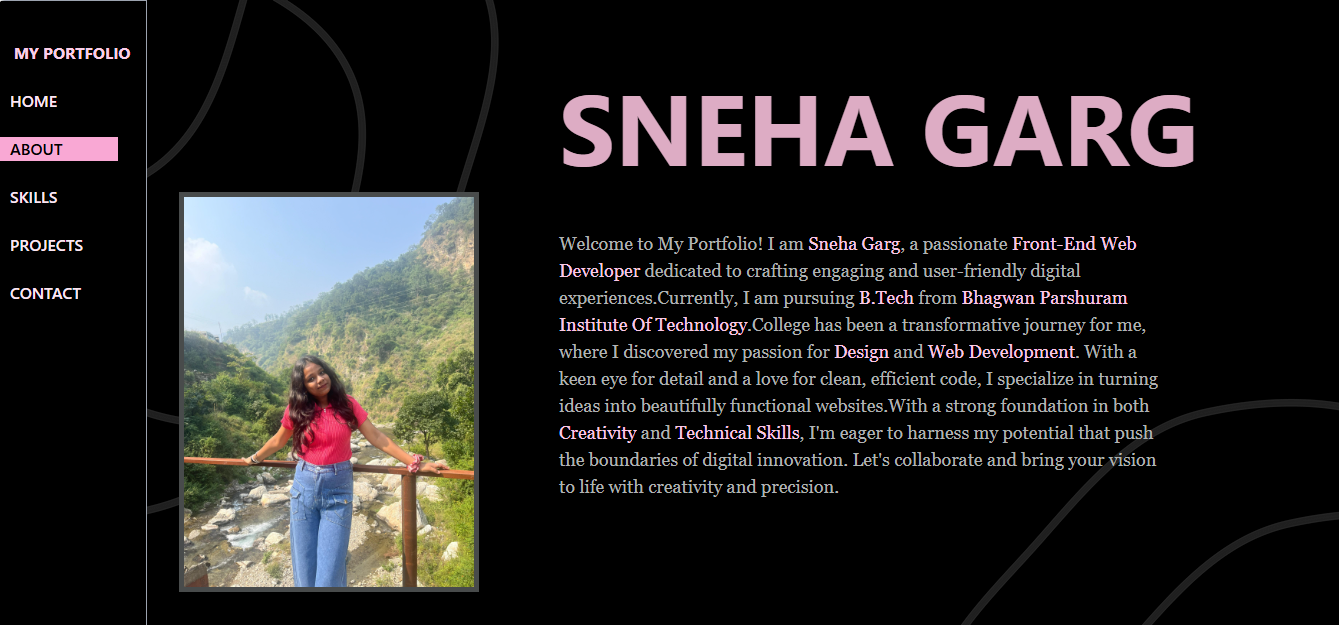 MY PORTFOLIO
HOME
ABOUT
SKILLS
PROJECTS
CONTACT
SNEHA GARG
Welcome to My Portfolio! I am Sneha Garg, a passionate Front-End Web
Developer dedicated to crafting engaging and user-friendly digital
experiences.Currently, I am pursuing B.Tech from Bhagwan Parshuram
Institute Of Technology.College has been a transformative journey for me,
where I discovered my passion for Design and Web Development. With a
keen eye for detail and a love for clean, efficient code, I specialize in turning
ideas into beautifully functional websites.With a strong foundation in both
Creativity and Technical Skills, I'm eager to harness my potential that push
the boundaries of digital innovation. Let's collaborate and bring your vision
to life with creativity and precision.